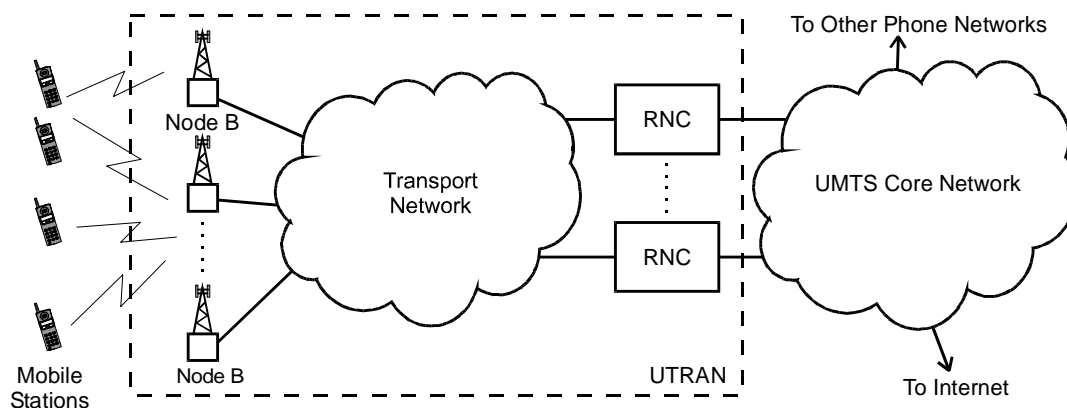 To Other Phone Networks
Node B
RNC
Transport
Network
UMTS Core Network
RNC
Mobile
Stations
Node B
UTRAN
To Internet